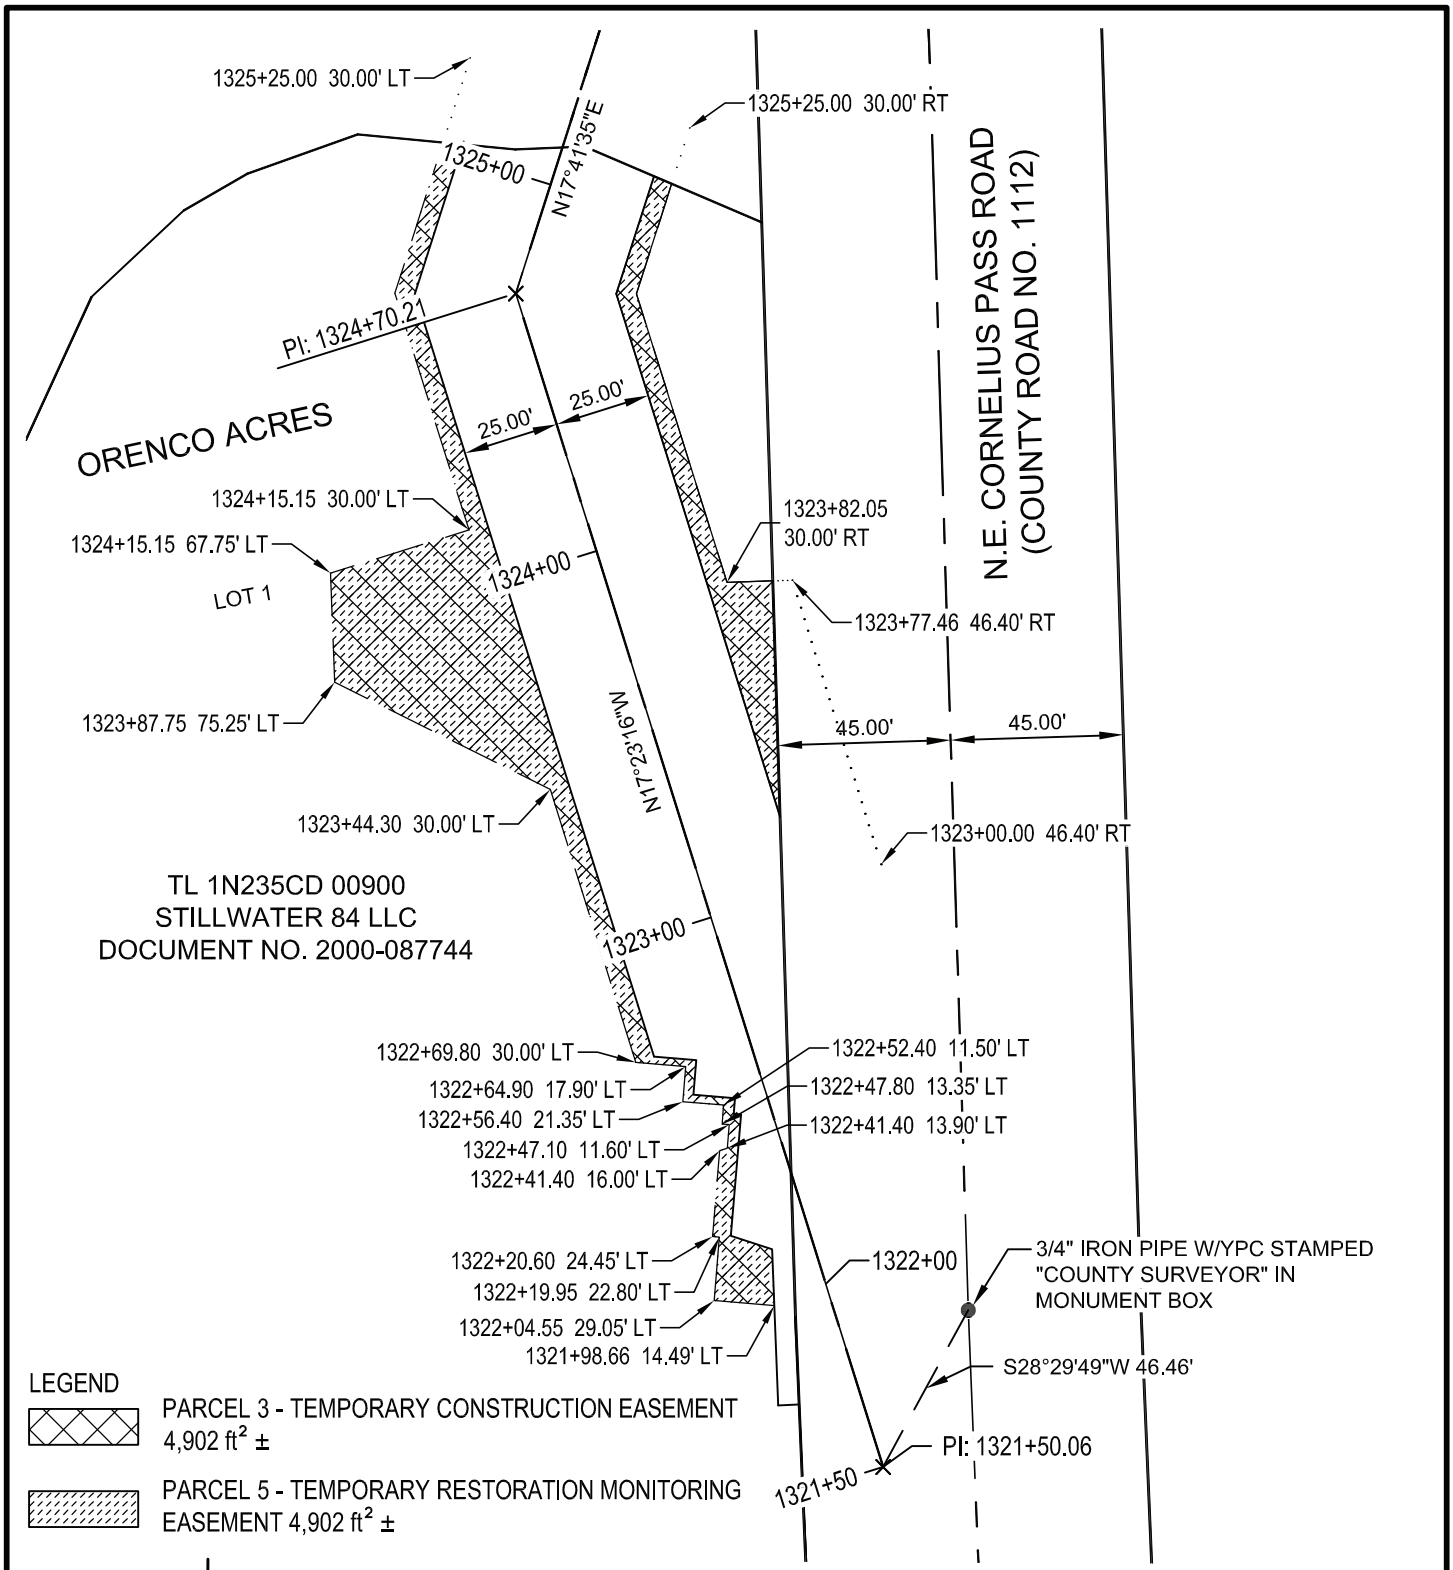 1325+25.00 30.00' LT
1325+25.00 30.00' RT
1325+00
N17°41'35"E
N.E. CORNELIUS PASS ROAD
(COUNTY ROAD NO. 1112)
PI: 1324+70.21
25.00'
25.00'
ORENCO ACRES
1324+15.15 30.00' LT
1324+15.15 67.75' LT
LOT 1
1323+82.05
30.00' RT
1324+00
1323+77.46 46.40' RT
1323+87.75 75.25' LT
N17°23'16"W
45.00'
45.00'
1323+44.30 30.00' LT
1323+00.00 46.40' RT
TL 1N235CD 00900
STILLWATER 84 LLC
DOCUMENT NO. 2000-087744
1323+00
1322+69.80 30.00' LT
1322+52.40 11.50' LT
1322+64.90 17.90' LT
1322+47.80 13.35' LT
1322+56.40 21.35' LT
1322+41.40 13.90' LT
1322+47.10 11.60' LT
1322+41.40 16.00' LT
1322+20.60 24.45' LT
1322+00
3/4" IRON PIPE W/YPC STAMPED
"COUNTY SURVEYOR" IN
MONUMENT BOX
1322+19.95 22.80' LT
1322+04.55 29.05' LT
1321+98.66 14.49' LT
S28°29'49"W 46.46'
PI: 1321+50.06
1321+50
LEGEND
PARCEL 3 - TEMPORARY CONSTRUCTION EASEMENT
4,902 ft² ±
PARCEL 5 - TEMPORARY RESTORATION MONITORING
EASEMENT 4,902 ft² ±